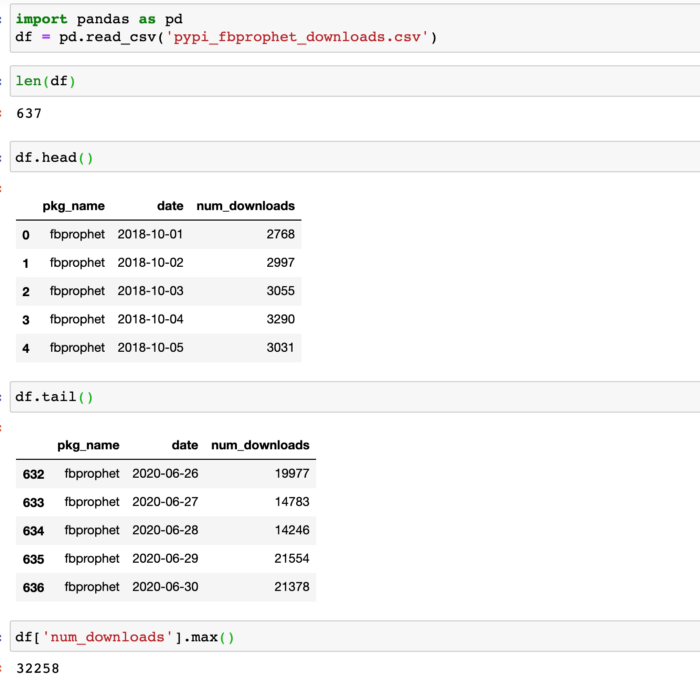 import pandas as pd
df = pd.read_csv('pypi_fbprophet_downloads.csv')
len(df)
637
df.head()
pkg_name date num_downloads
0 fbprophet 2018-10-01 2768
1 fbprophet 2018-10-02 2997
2 fbprophet 2018-10-03 3055
3 fbprophet 2018-10-04 3290
4 fbprophet 2018-10-05 3031
df.tail()
pkg_name date num_downloads
632 fbprophet 2020-06-26 19977
633 fbprophet 2020-06-27 14783
634 fbprophet 2020-06-28 14246
635 fbprophet 2020-06-29 21554
636 fbprophet 2020-06-30 21378
df['num_downloads'].max()
32258